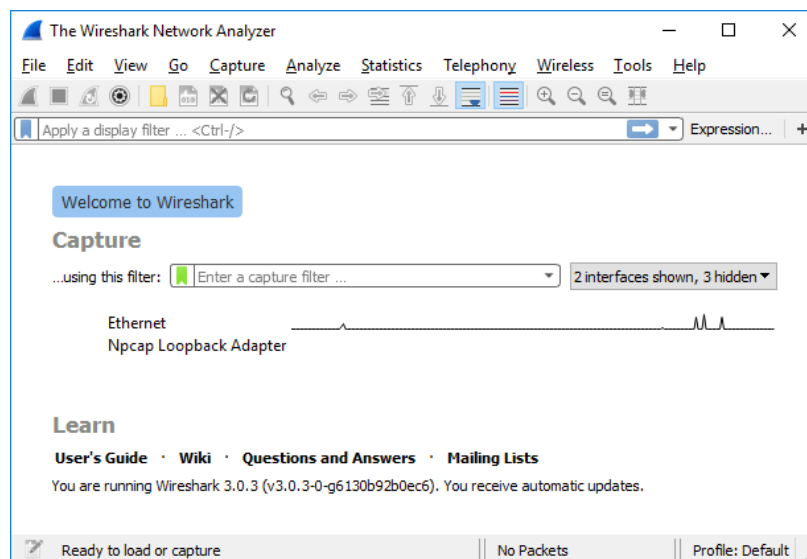 The Wireshark Network Analyzer
File Edit View Go Capture Analyze Statistics Telephony Wireless Tools Help
Apply a display filter ... <Ctrl-/> Expression... +
Welcome to Wireshark
Capture
...using this filter: Enter a capture filter ... 2 interfaces shown, 3 hidden
Ethernet
Npcap Loopback Adapter
Learn
User's Guide · Wiki · Questions and Answers · Mailing Lists
You are running Wireshark 3.0.3 (v3.0.3-0-g6130b92b0ec6). You receive automatic updates.
Ready to load or capture No Packets Profile: Default